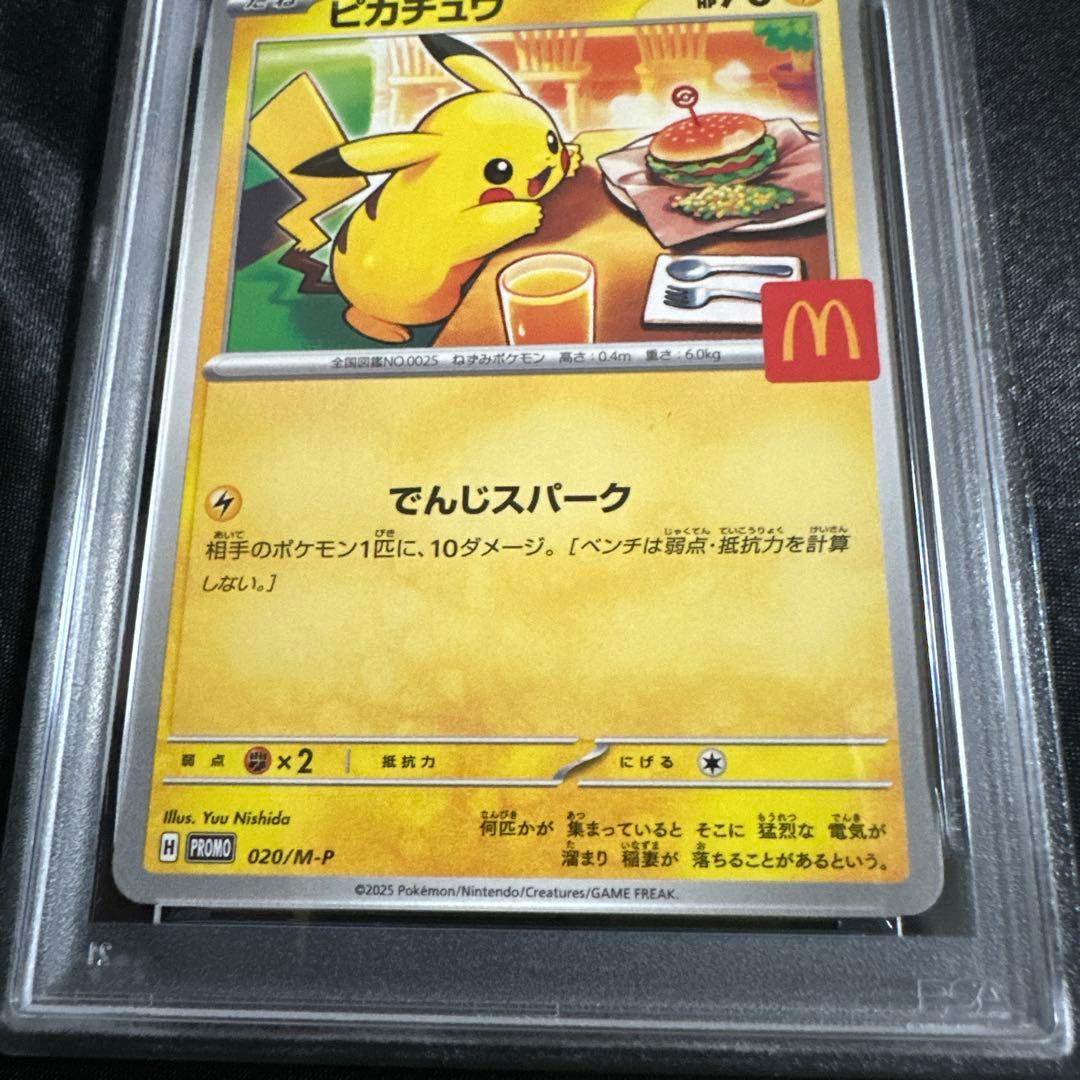 たね ピカチュウ HP70
M
全国図鑑NO.0025 ねずみポケモン 高さ:0.4m 重さ:6.0kg
でんじスパーク
相手のポケモン1匹に、10ダメージ。[ベンチは弱点・抵抗力を計算
しない。]
弱点 ×2 抵抗力 にげる
Illus. Yuu Nishida
H PROMO 020/M-P
何匹かが 集まっていると そこに 猛烈な 電気が
溜まり 稲妻が 落ちることがあるという。
©2025 Pokémon/Nintendo/Creatures/GAME FREAK.
PSA